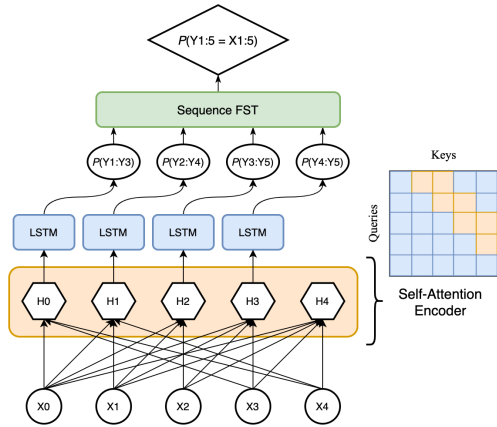 P(Y1:5 = X1:5)
Sequence FST
P(Y1:Y3) P(Y2:Y4) P(Y3:Y5) P(Y4:Y5)
Keys
Queries
LSTM LSTM LSTM LSTM
H0 H1 H2 H3 H4
Self-Attention
Encoder
X0 X1 X2 X3 X4